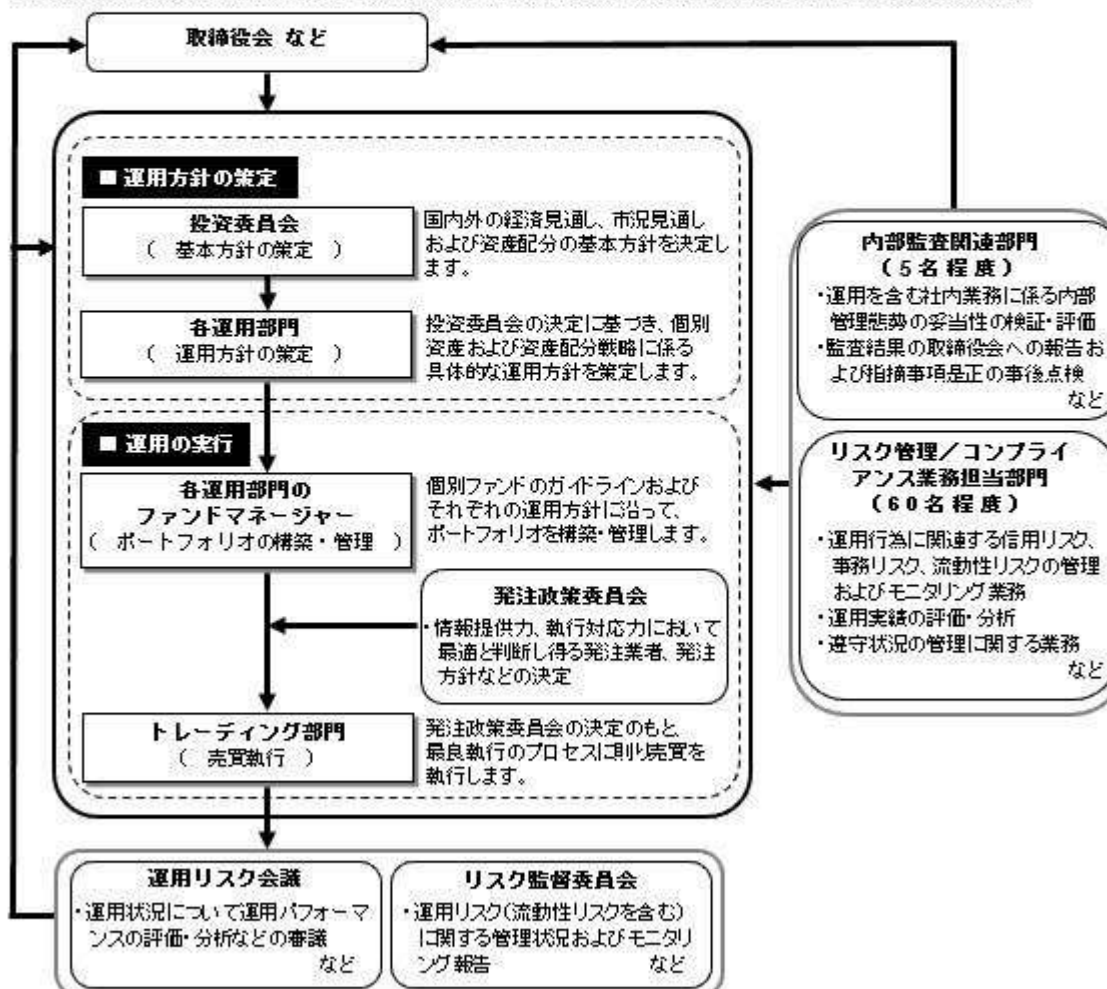 取締役会 など
■ 運用方針の策定
投資委員会
( 基本方針の策定 )
国内外の経済見通し、市況見通し
および資産配分の基本方針を決定し
ます。
各運用部門
( 運用方針の策定 )
投資委員会の決定に基づき、個別
資産および資産配分戦略に係る
具体的な運用方針を策定します。
■ 運用の実行
各運用部門の
ファンドマネージャー
( ポートフォリオの構築・管理 )
個別ファンドのガイドラインおよび
それぞれの運用方針に沿って、
ポートフォリオを構築・管理します。
発注政策委員会
・情報提供力、執行対応力において
最適と判断し得る発注業者、発注
方針などの決定
トレーディング部門
( 売買執行 )
発注政策委員会の決定のもと、
最良執行のプロセスに則り売買を
執行します。
内部監査関連部門
(5名程度)
・運用を含む社内業務に係る内部
管理態勢の妥当性の検証・評価
・監査結果の取締役会への報告お
よび指摘事項是正の事後点検
など
リスク管理/コンプライ
アンス業務担当部門
(60名程度)
・運用行為に関連する信用リスク、
事務リスク、流動性リスクの管理
およびモニタリング業務
・運用実績の評価・分析
・遵守状況の管理に関する業務
など
運用リスク会議
・運用状況について運用パフォーマ
ンスの評価・分析などの審議
など
リスク監督委員会
・運用リスク(流動性リスクを含む)
に関する管理状況およびモニタリ
ング報告 など